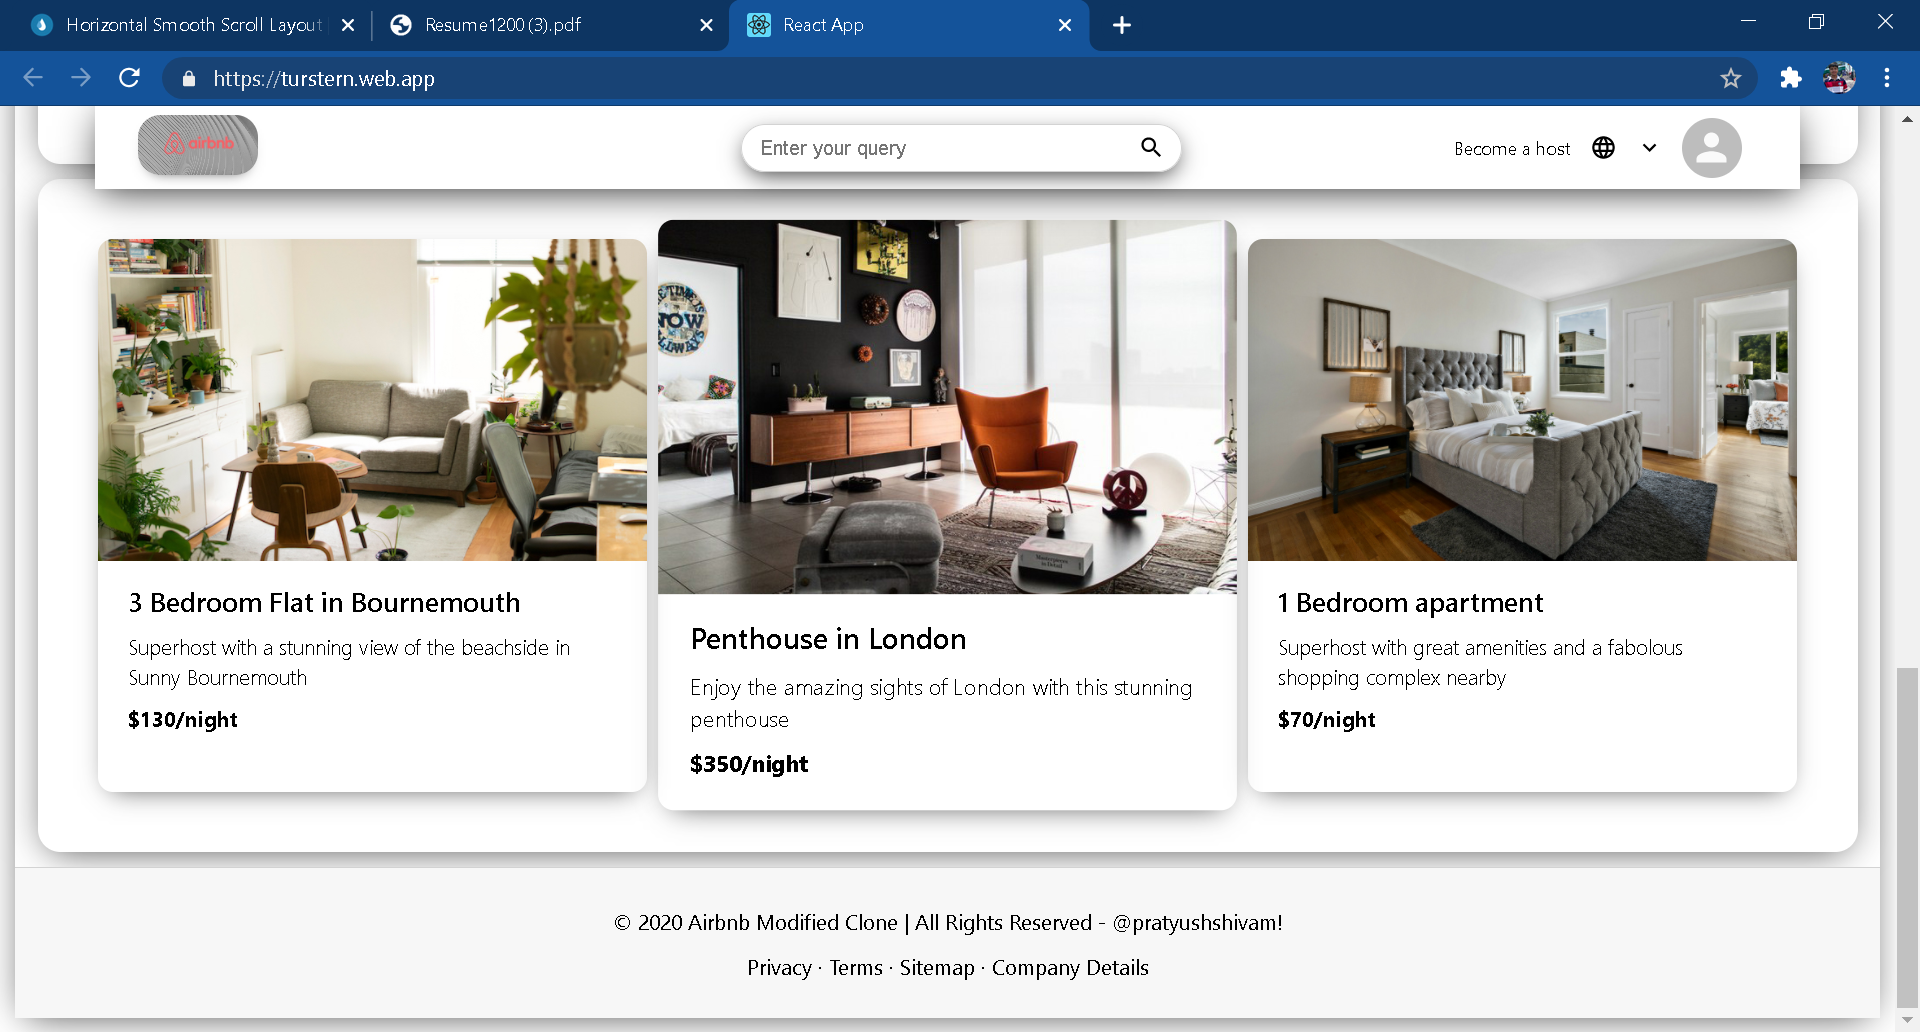 Horizontal Smooth Scroll Layout
Resume1200 (3).pdf
React App
https://turstern.web.app
airbnb
Enter your query
Become a host
NOW
3 Bedroom Flat in Bournemouth
Superhost with a stunning view of the beachside in
Sunny Bournemouth
$130/night
Penthouse in London
Enjoy the amazing sights of London with this stunning
penthouse
$350/night
1 Bedroom apartment
Superhost with great amenities and a fabolous
shopping complex nearby
$70/night
© 2020 Airbnb Modified Clone | All Rights Reserved - @pratyushshivam!
Privacy · Terms · Sitemap · Company Details